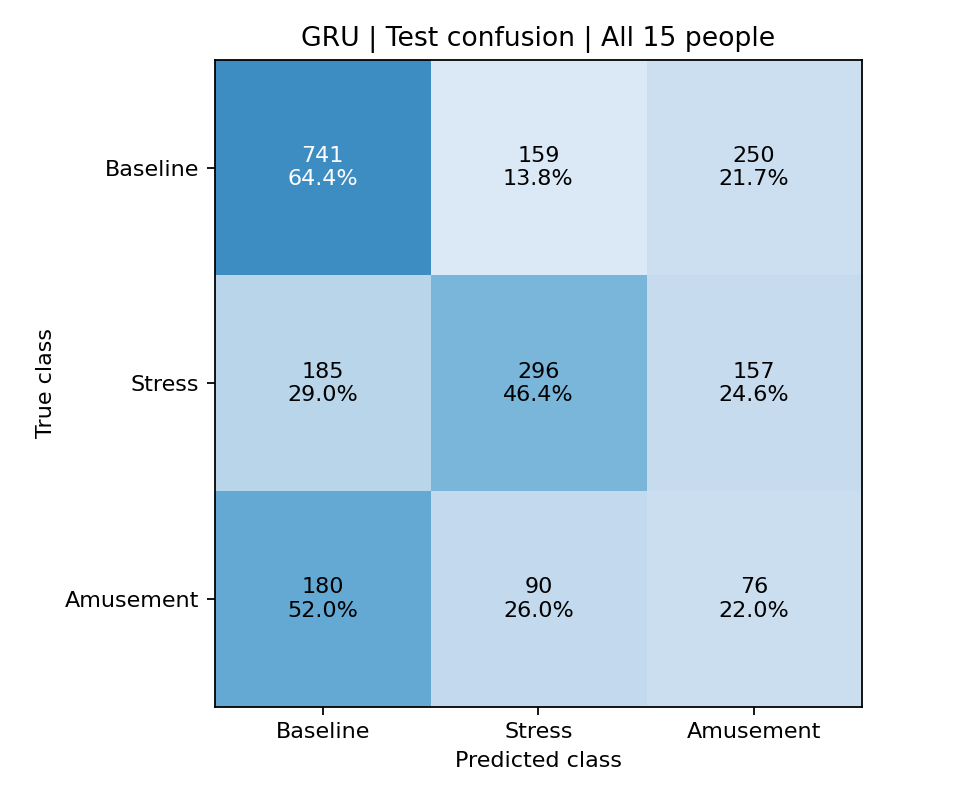 GRU | Test confusion | All 15 people
True class
Baseline
741
64.4%
159
13.8%
250
21.7%
Stress
185
29.0%
296
46.4%
157
24.6%
Amusement
180
52.0%
90
26.0%
76
22.0%
Baseline
Stress
Amusement
Predicted class